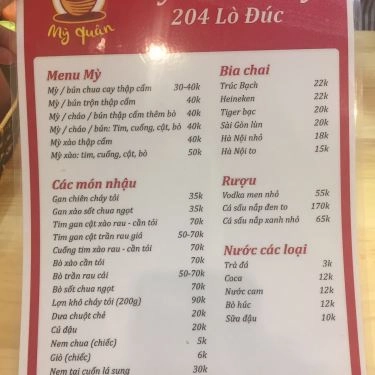 Mỳ Quán
204 Lò Đúc
Menu Mỳ
Mỳ / bún chua cay thập cẩm 30-40k
Mỳ / bún trộn thập cẩm 40k
Mỳ / cháo / bún thập cẩm thêm bò 40k
Mỳ / cháo / bún: Tim, cuống, cật, bò 40k
Mỳ xào thập cẩm 40k
Mỳ xào: tim, cuống, cật, bò 50k
Các món nhậu
Gan chiên cháy tỏi 35k
Gan xào sốt chua ngọt 35k
Tim gan cật xào rau - cần tỏi 70k
Tim gan cật trần rau giá 50-70k
Cuống tim xào rau - cần tỏi 70k
Bò xào cần tỏi 70k
Bò trần rau cải 50-70k
Bò sốt chua ngọt 70k
Lợn khô cháy tỏi (200g) 90k
Dưa chuột chẻ 20k
Củ đậu 20k
Nem chua (chiếc) 5k
Giò (chiếc) 6k
Nem tai cuốn lá sung 30k
Bia chai
Trúc Bạch 22k
Heineken 22k
Tiger bạc 20k
Sài Gòn lùn 20k
Hà Nội nhỏ 18k
Hà Nội to 15k
Rượu
Vodka men nhỏ 55k
Cá sấu nắp đen to 170k
Cá sấu nắp xanh nhỏ 65k
Nước các loại
Trà đá 3k
Coca 12k
Nước cam 12k
Bò húc 12k
Sữa đậu 10k